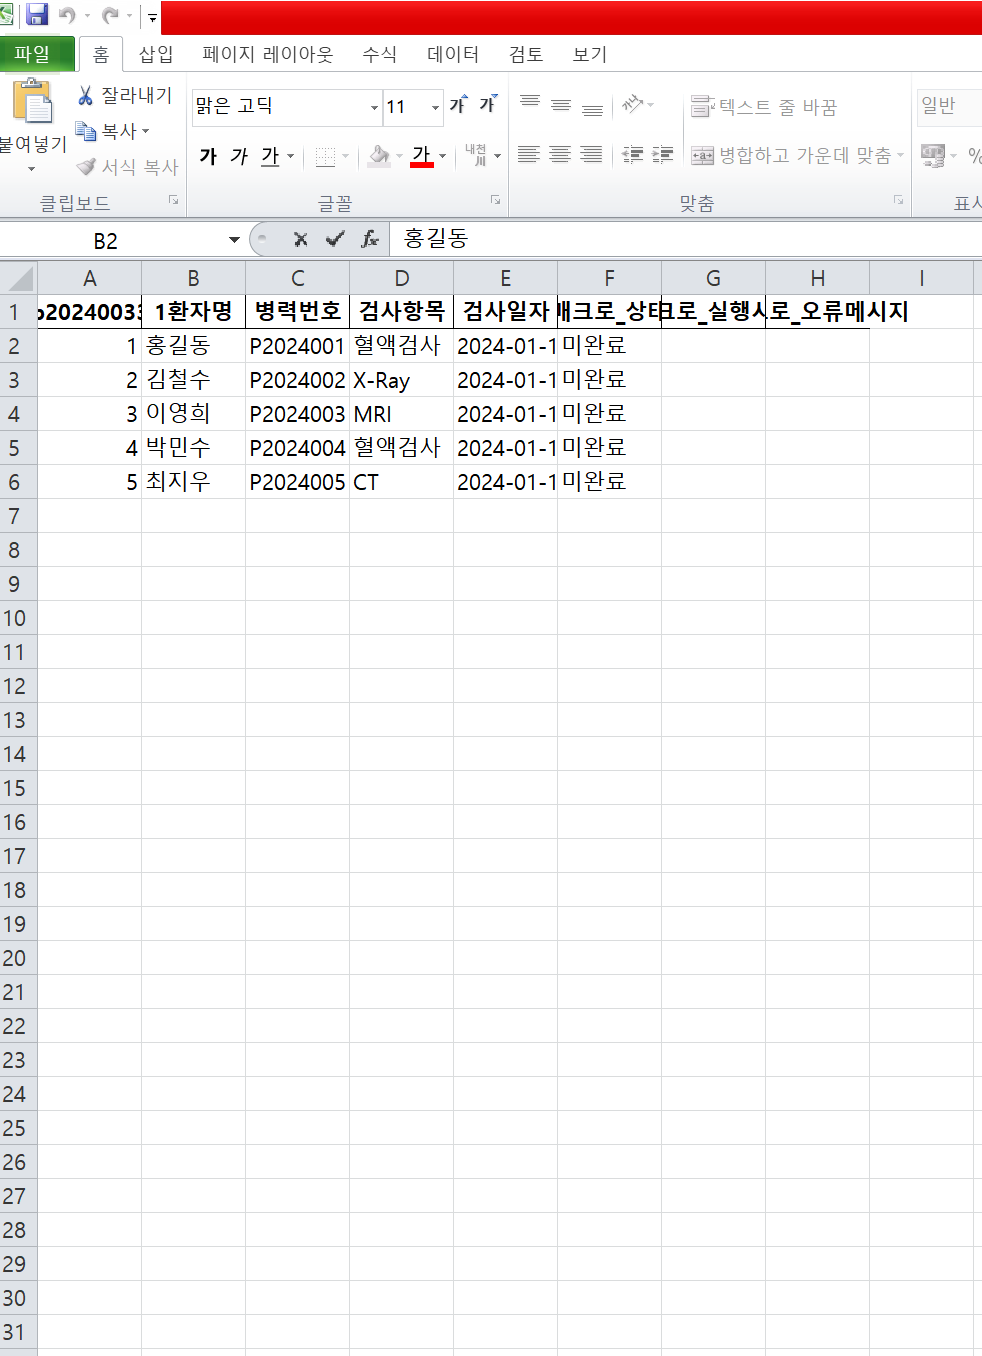 파일 홈 삽입 페이지 레이아웃 수식 데이터 검토 보기
잘라내기
복사
서식 복사
붙여넣기
클립보드
맑은 고딕 11 가 가
가 가 가 가 내천 川
글꼴
텍스트 줄 바꿈
병합하고 가운데 맞춤
맞춤
일반
%
표시
B2 fx 홍길동
A B C D E F G H I
1 p20240033 1환자명 병력번호 검사항목 검사일자 매크로_상태 크로_실행시 로_오류메시지
2 1 홍길동 P2024001 혈액검사 2024-01-1 미완료
3 2 김철수 P2024002 X-Ray 2024-01-1 미완료
4 3 이영희 P2024003 MRI 2024-01-1 미완료
5 4 박민수 P2024004 혈액검사 2024-01-1 미완료
6 5 최지우 P2024005 CT 2024-01-1 미완료
7
8
9
10
11
12
13
14
15
16
17
18
19
20
21
22
23
24
25
26
27
28
29
30
31